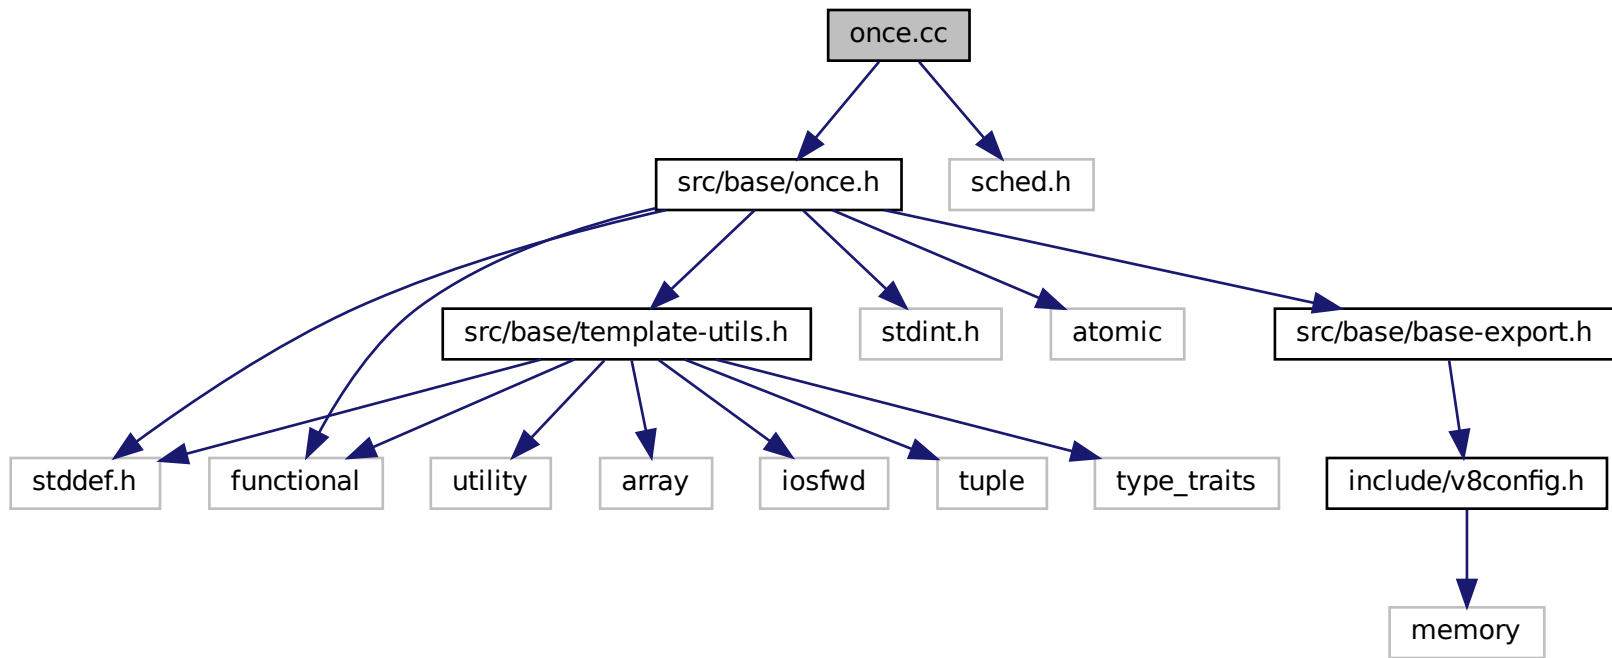 once.cc
src/base/once.h
sched.h
src/base/template-utils.h
stdint.h
atomic
src/base/base-export.h
stddef.h
functional
utility
array
iosfwd
tuple
type_traits
include/v8config.h
memory